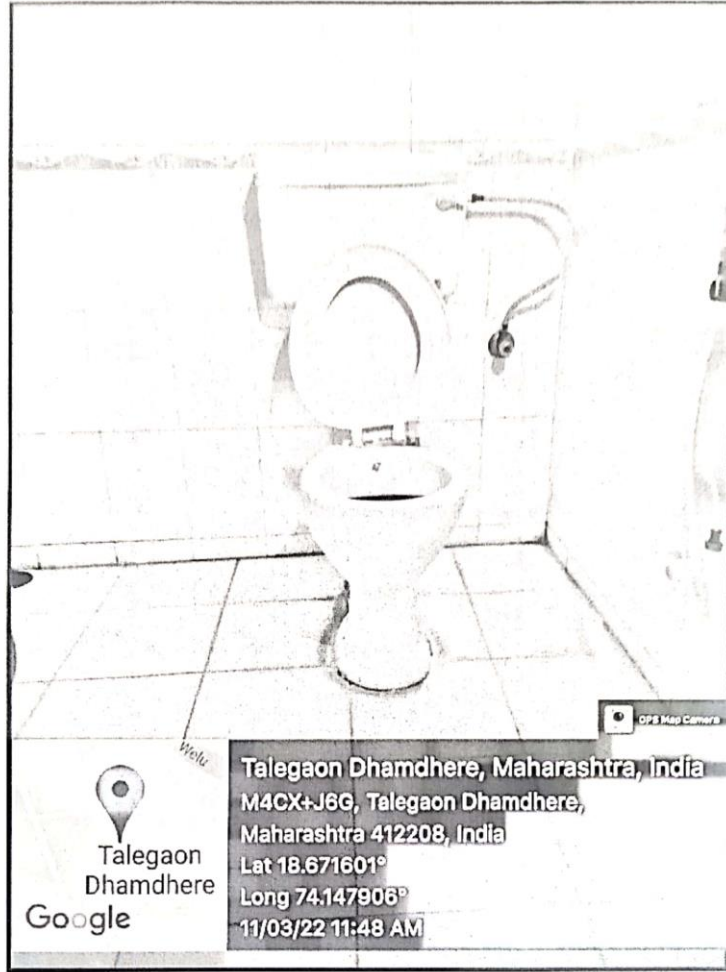 GPS Map Camera
Welu
Talegaon Dhamdhere, Maharashtra, India
M4CX+J6G, Talegaon Dhamdhere,
Maharashtra 412208, India
Lat 18.671601°
Long 74.147906°
11/03/22 11:48 AM
Talegaon
Dhamdhere
Google